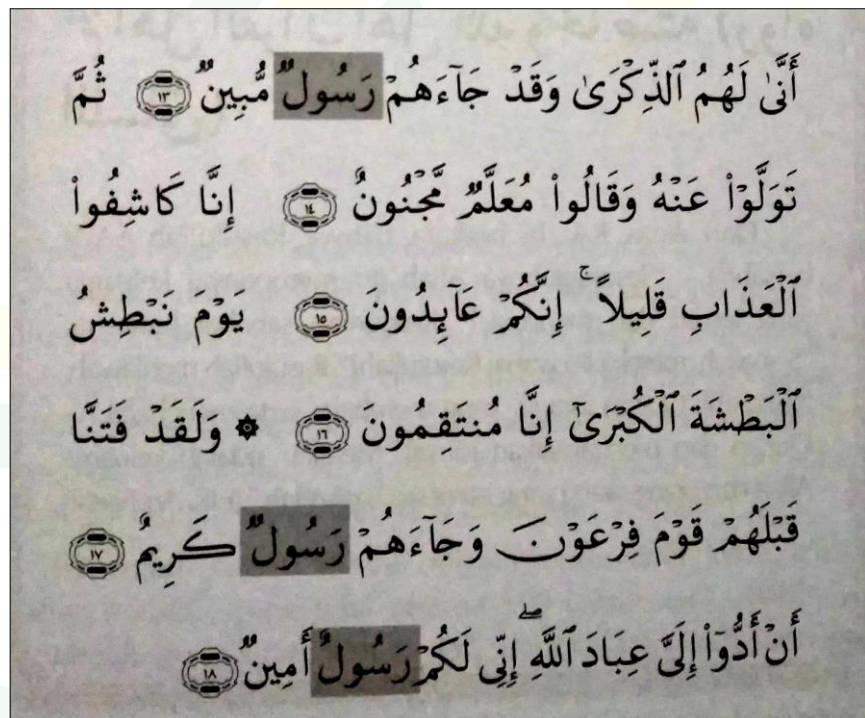 أَنَّىٰ لَهُمُ ٱلذِّكْرَىٰ وَقَدْ جَآءَهُمْ رَسُولٌ مُّبِينٌ ١٣ ثُمَّ
تَوَلَّوْا۟ عَنْهُ وَقَالُوا۟ مُعَلَّمٌ مَّجْنُونٌ ١٤ إِنَّا كَاشِفُوا۟
ٱلْعَذَابِ قَلِيلًا ۚ إِنَّكُمْ عَآئِدُونَ ١٥ يَوْمَ نَبْطِشُ
ٱلْبَطْشَةَ ٱلْكُبْرَىٰٓ إِنَّا مُنتَقِمُونَ ١٦ ۞ وَلَقَدْ فَتَنَّا
قَبْلَهُمْ قَوْمَ فِرْعَوْنَ وَجَآءَهُمْ رَسُولٌ كَرِيمٌ ١٧
أَنْ أَدُّوٓا۟ إِلَىَّ عِبَادَ ٱللَّهِ ۖ إِنِّى لَكُمْ رَسُولٌ أَمِينٌ ١٨